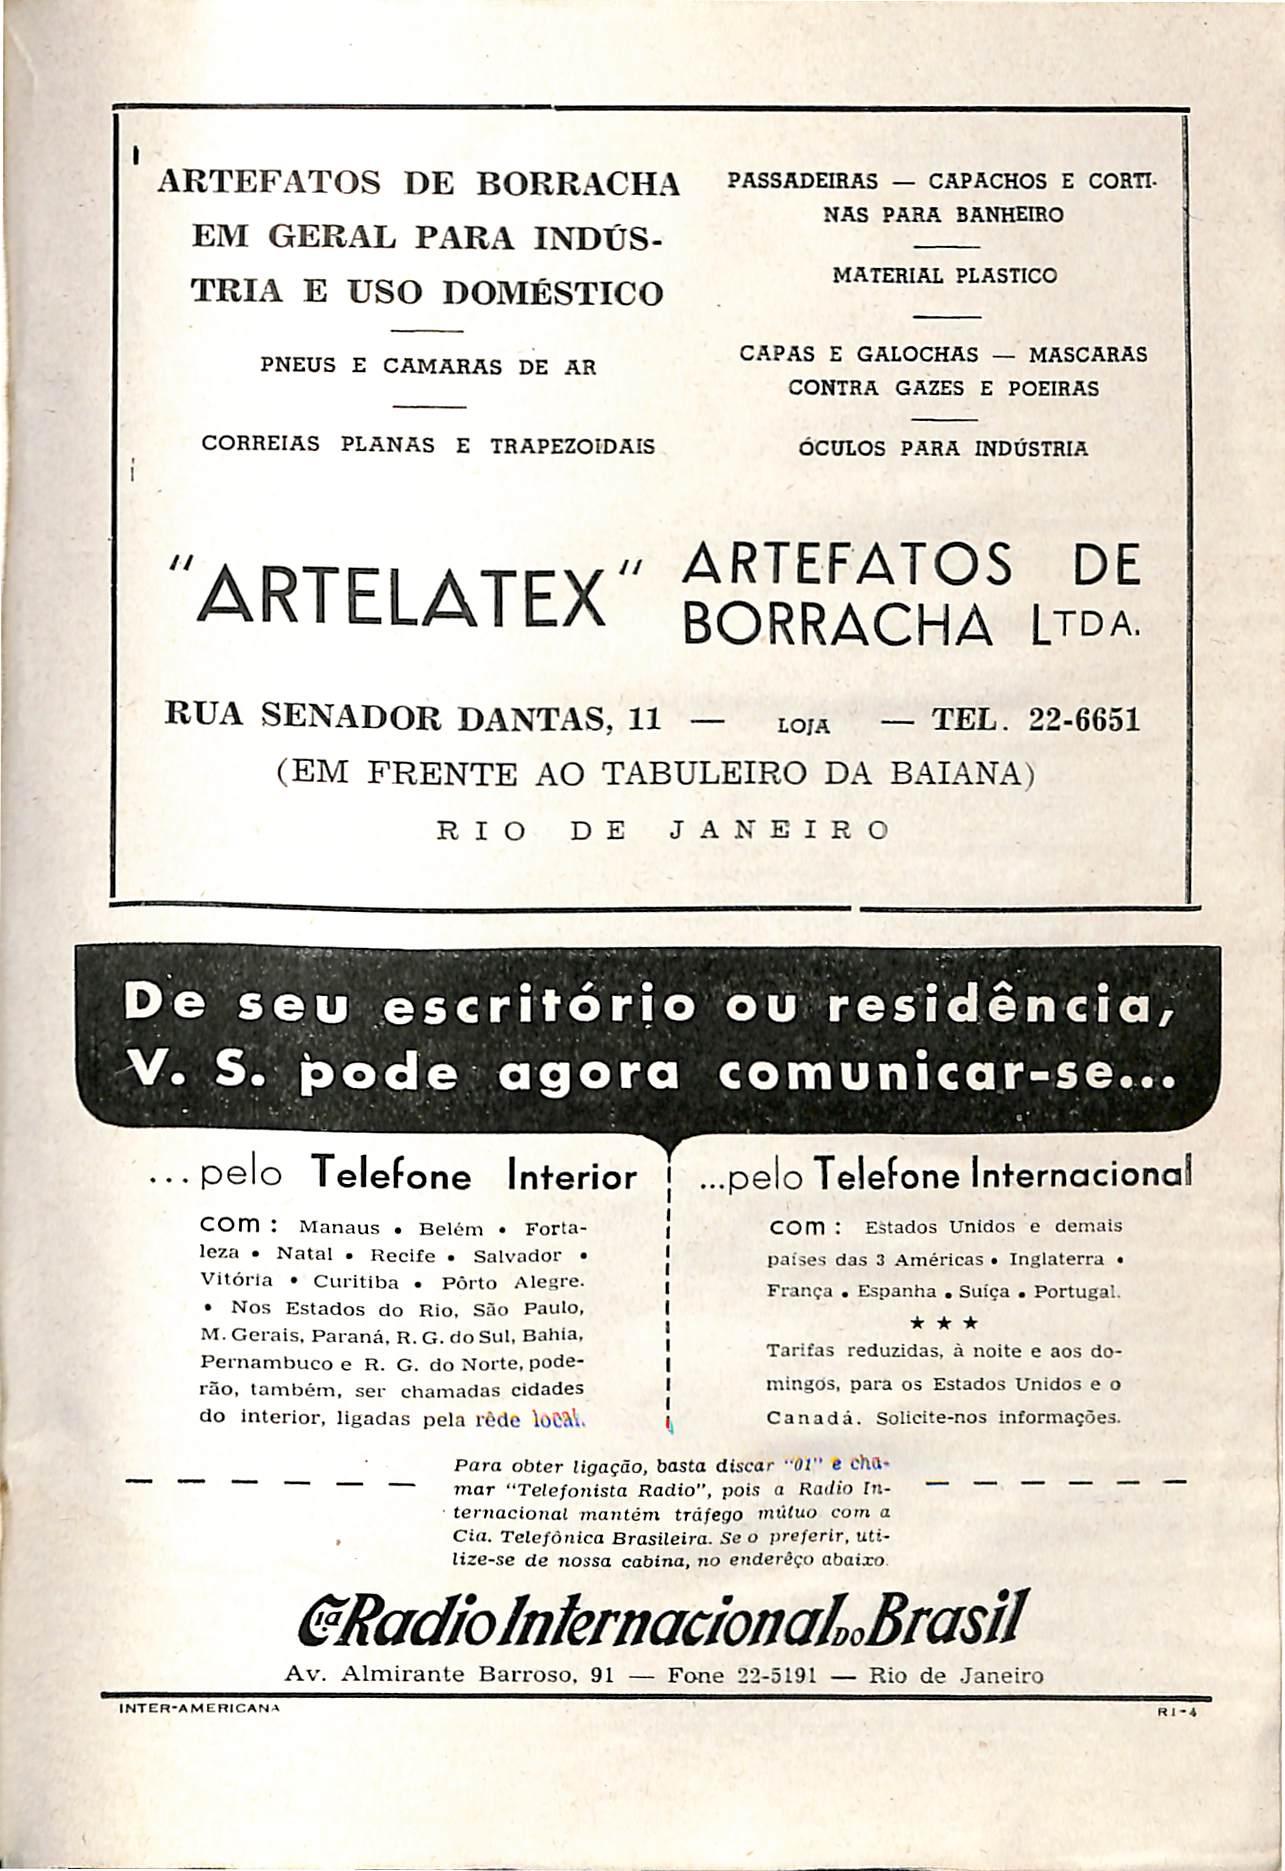 ARTEFATOS DE BORRACHA
EM GERAL PARA INDÚS-
TRIA E USO DOMÉSTICO
PNEUS E CAMARAS DE AR
CORREIAS PLANAS E TRAPEZOIDAIS
PASSADEIRAS — CAPACHOS E CORTI-
NAS PARA BANHEIRO
MATERIAL PLASTICO
CAPAS E GALOCHAS — MASCARAS
CONTRA GAZES E POEIRAS
ÓCULOS PARA INDÚSTRIA
"ARTELATEX" ARTEFATOS DE
BORRACHA LTDA.
RUA SENADOR DANTAS, 11 — LOJA — TEL. 22-6651
(EM FRENTE AO TABULEIRO DA BAIANA)
RIO DE JANEIRO
De seu escritório ou residência,
V. S. pode agora comunicar-se...
...pelo Telefone Interior
com: Manaus • Belém • Forta-
leza • Natal • Recife • Salvador •
Vitória • Curitiba • Pôrto Alegre.
• Nos Estados do Rio, São Paulo,
M. Gerais, Paraná, R. G. do Sul, Bahia,
Pernambuco e R. G. do Norte, pode-
rão, também, ser chamadas cidades
do interior, ligadas pela rêde local.
...pelo Telefone Internacional
com: Estados Unidos e demais
países das 3 Américas • Inglaterra •
França • Espanha • Suíça • Portugal.
★ ★ ★
Tarifas reduzidas, à noite e aos do-
mingos, para os Estados Unidos e o
Canadá. Solicite-nos informações.
Para obter ligação, basta discar "01" e cha-
mar "Telefonista Radio", pois a Radio In-
ternacional mantém tráfego mútuo com a
Cia. Telefônica Brasileira. Se o preferir, uti-
lize-se de nossa cabina, no enderêço abaixo.
Cia. Radio Internacional DO Brasil
Av. Almirante Barroso, 91 — Fone 22-5191 — Rio de Janeiro
INTER-AMERICANA
RI-4